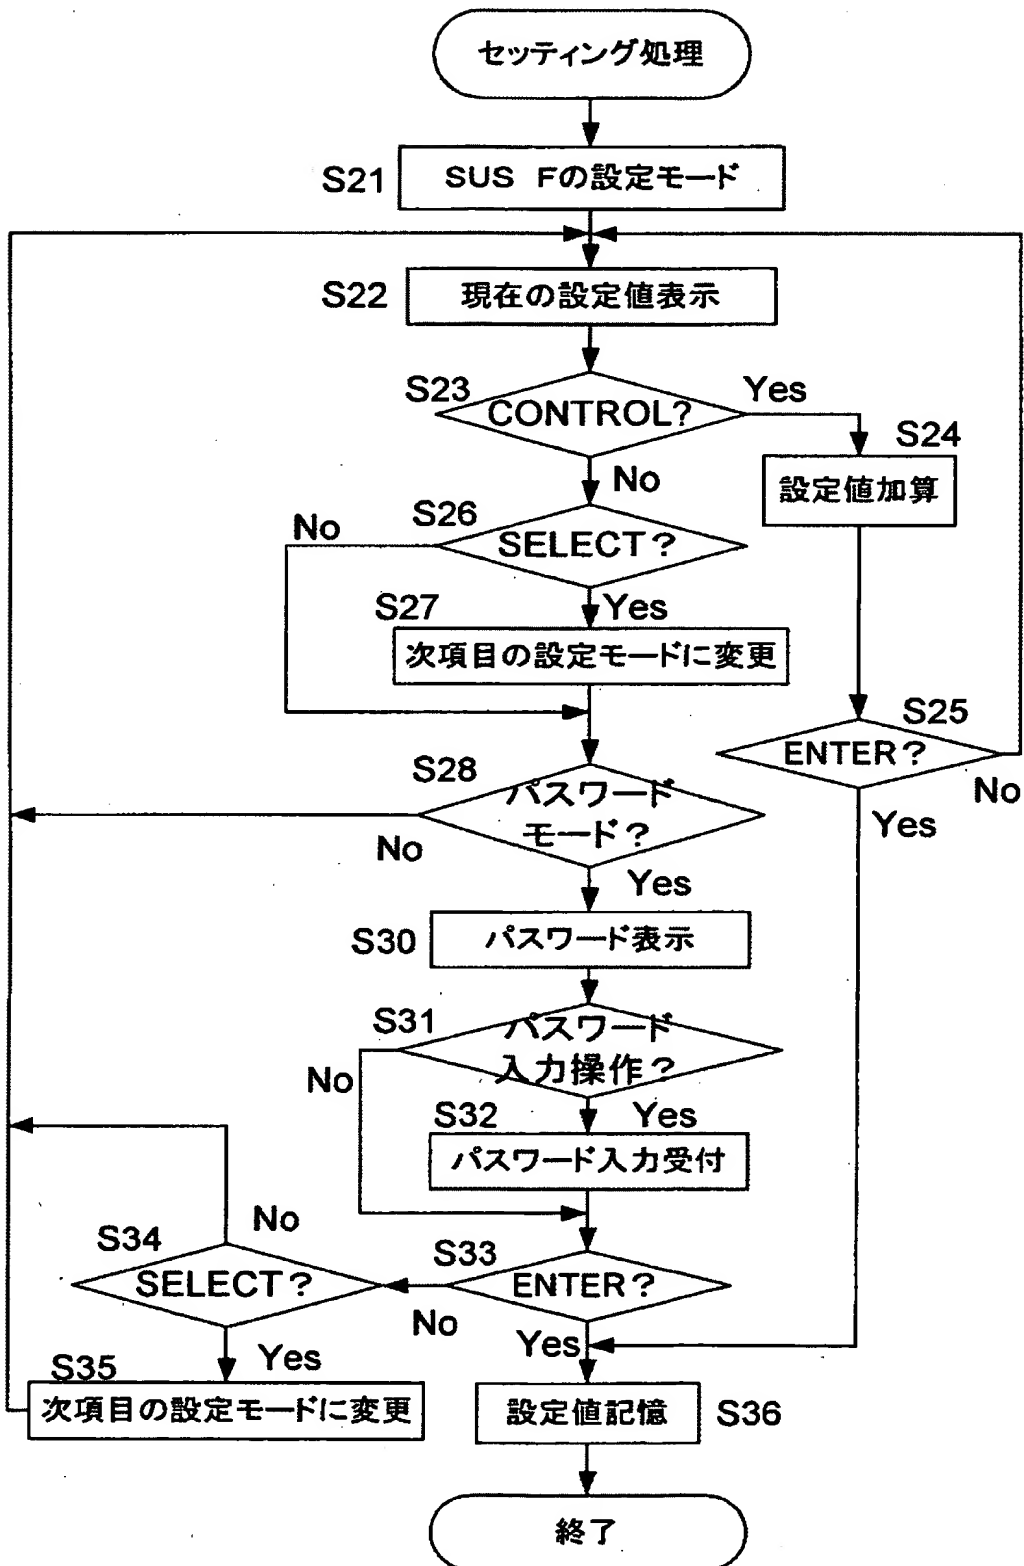 セッティング処理
S21
SUS Fの設定モード
S22
現在の設定値表示
S23
CONTROL?
Yes
No
S24
設定値加算
S26
No
SELECT?
S27
Yes
次項目の設定モードに変更
S25
ENTER?
No
Yes
S28
パスワード
モード?
No
Yes
S30
パスワード表示
S31
パスワード
入力操作?
No
S32
Yes
パスワード入力受付
S33
ENTER?
No
Yes
S34
No
SELECT?
Yes
S35
次項目の設定モードに変更
設定値記憶
S36
終了